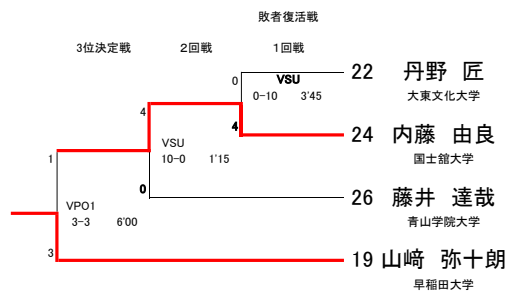 敗者復活戦
3位決定戦 2回戦 1回戦
0 VSU 22 丹野 匠
0-10 3'45 大東文化大学
4 4 24 内藤 由良
VSU 国士舘大学
10-0 1'15
1 0 26 藤井 達哉
VPO1 青山学院大学
3-3 6'00
3 19 山﨑 弥十朗
早稲田大学